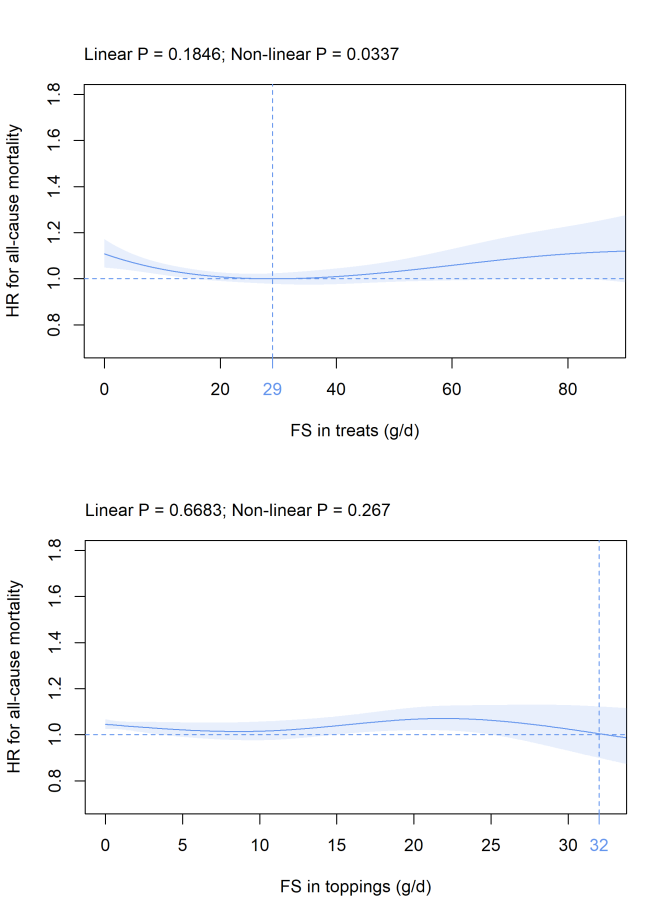 Linear P = 0.1846; Non-linear P = 0.0337
HR for all-cause mortality
1.8
1.6
1.4
1.2
1.0
0.8
0 20 29 40 60 80
FS in treats (g/d)
Linear P = 0.6683; Non-linear P = 0.267
HR for all-cause mortality
1.8
1.6
1.4
1.2
1.0
0.8
0 5 10 15 20 25 30 32
FS in toppings (g/d)